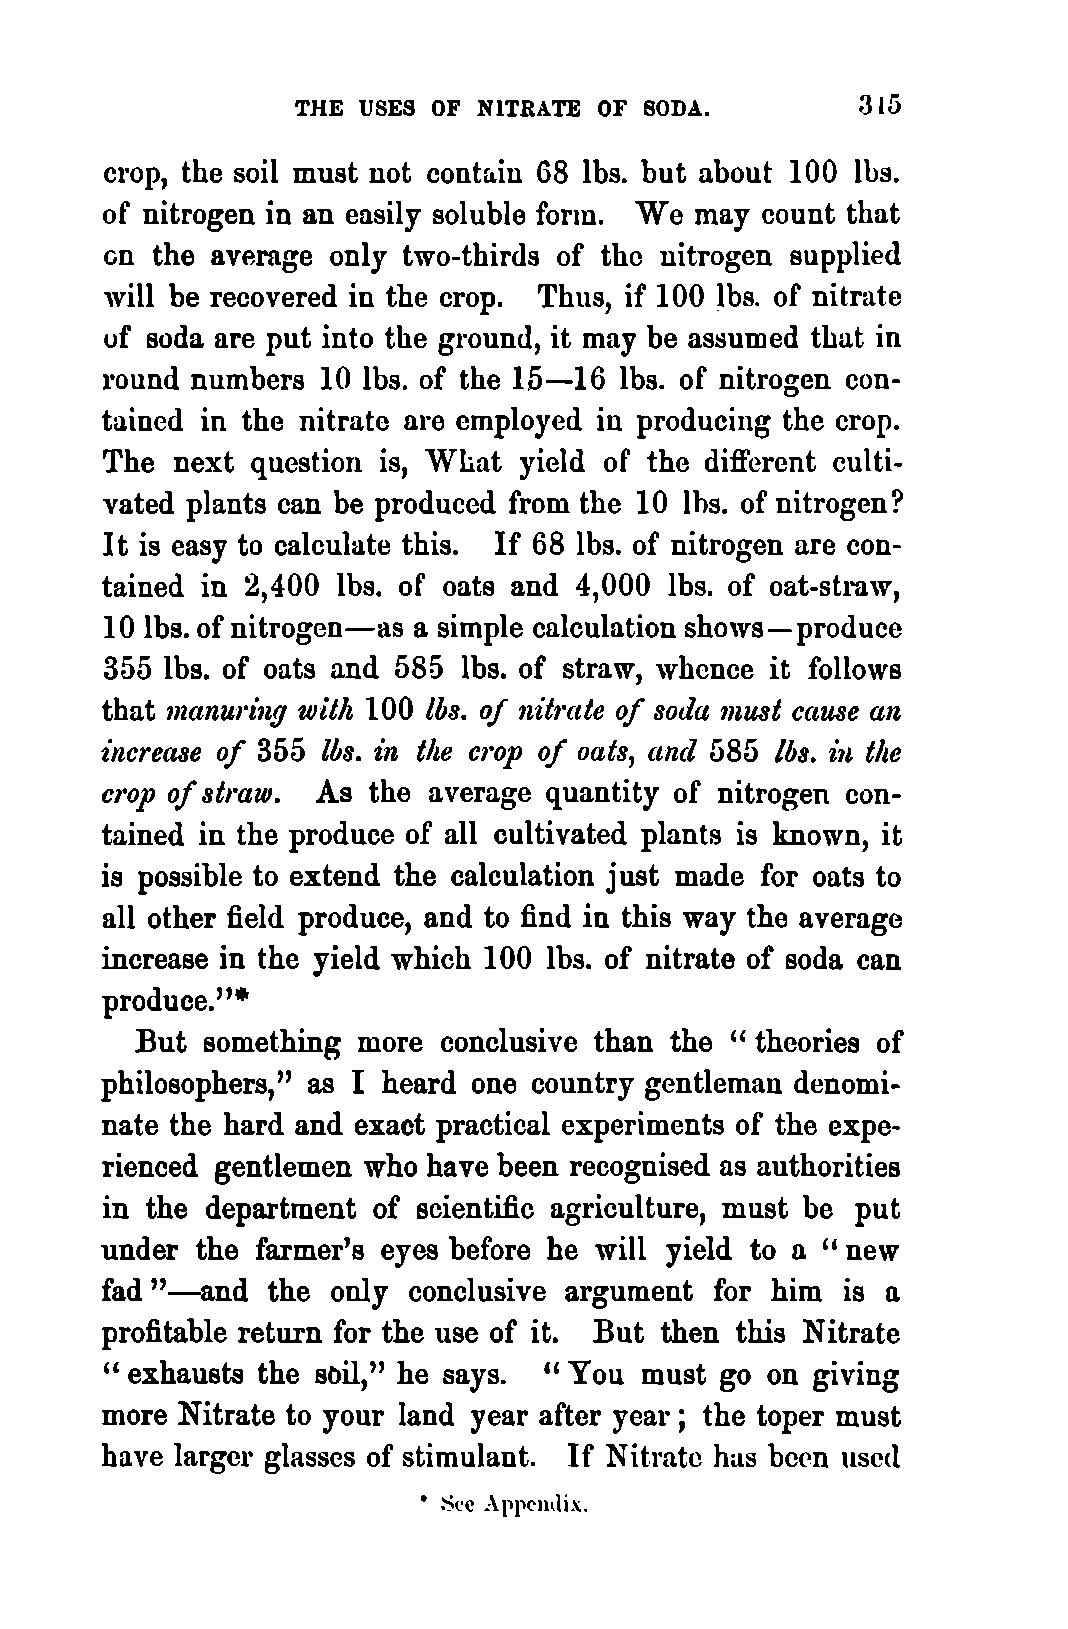 THE USES OF NITRATE OF SODA. 315
crop, the soil must not contain 68 lbs. but about 100 lbs.
of nitrogen in an easily soluble form. We may count that
on the average only two-thirds of the nitrogen supplied
will be recovered in the crop. Thus, if 100 lbs. of nitrate
of soda are put into the ground, it may be assumed that in
round numbers 10 lbs. of the 15—16 lbs. of nitrogen con-
tained in the nitrate are employed in producing the crop.
The next question is, What yield of the different culti-
vated plants can be produced from the 10 lbs. of nitrogen?
It is easy to calculate this. If 68 lbs. of nitrogen are con-
tained in 2,400 lbs. of oats and 4,000 lbs. of oat-straw,
10 lbs. of nitrogen—as a simple calculation shows—produce
355 lbs. of oats and 585 lbs. of straw, whence it follows
that manuring with 100 lbs. of nitrate of soda must cause an
increase of 355 lbs. in the crop of oats, and 585 lbs. in the
crop of straw. As the average quantity of nitrogen con-
tained in the produce of all cultivated plants is known, it
is possible to extend the calculation just made for oats to
all other field produce, and to find in this way the average
increase in the yield which 100 lbs. of nitrate of soda can
produce."*
But something more conclusive than the "theories of
philosophers," as I heard one country gentleman denomi-
nate the hard and exact practical experiments of the expe-
rienced gentlemen who have been recognised as authorities
in the department of scientific agriculture, must be put
under the farmer's eyes before he will yield to a "new
fad"—and the only conclusive argument for him is a
profitable return for the use of it. But then this Nitrate
"exhausts the soil," he says. "You must go on giving
more Nitrate to your land year after year; the toper must
have larger glasses of stimulant. If Nitrate has been used
* See Appendix.